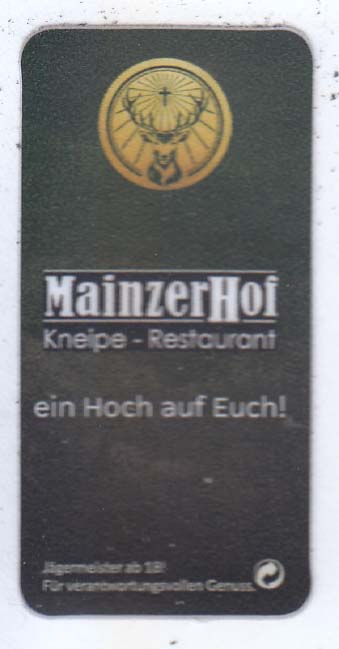 MainzerHof
Kneipe - Restaurant
ein Hoch auf Euch!
Jägermeister ab 18!
Für verantwortungsvollen Genuss.